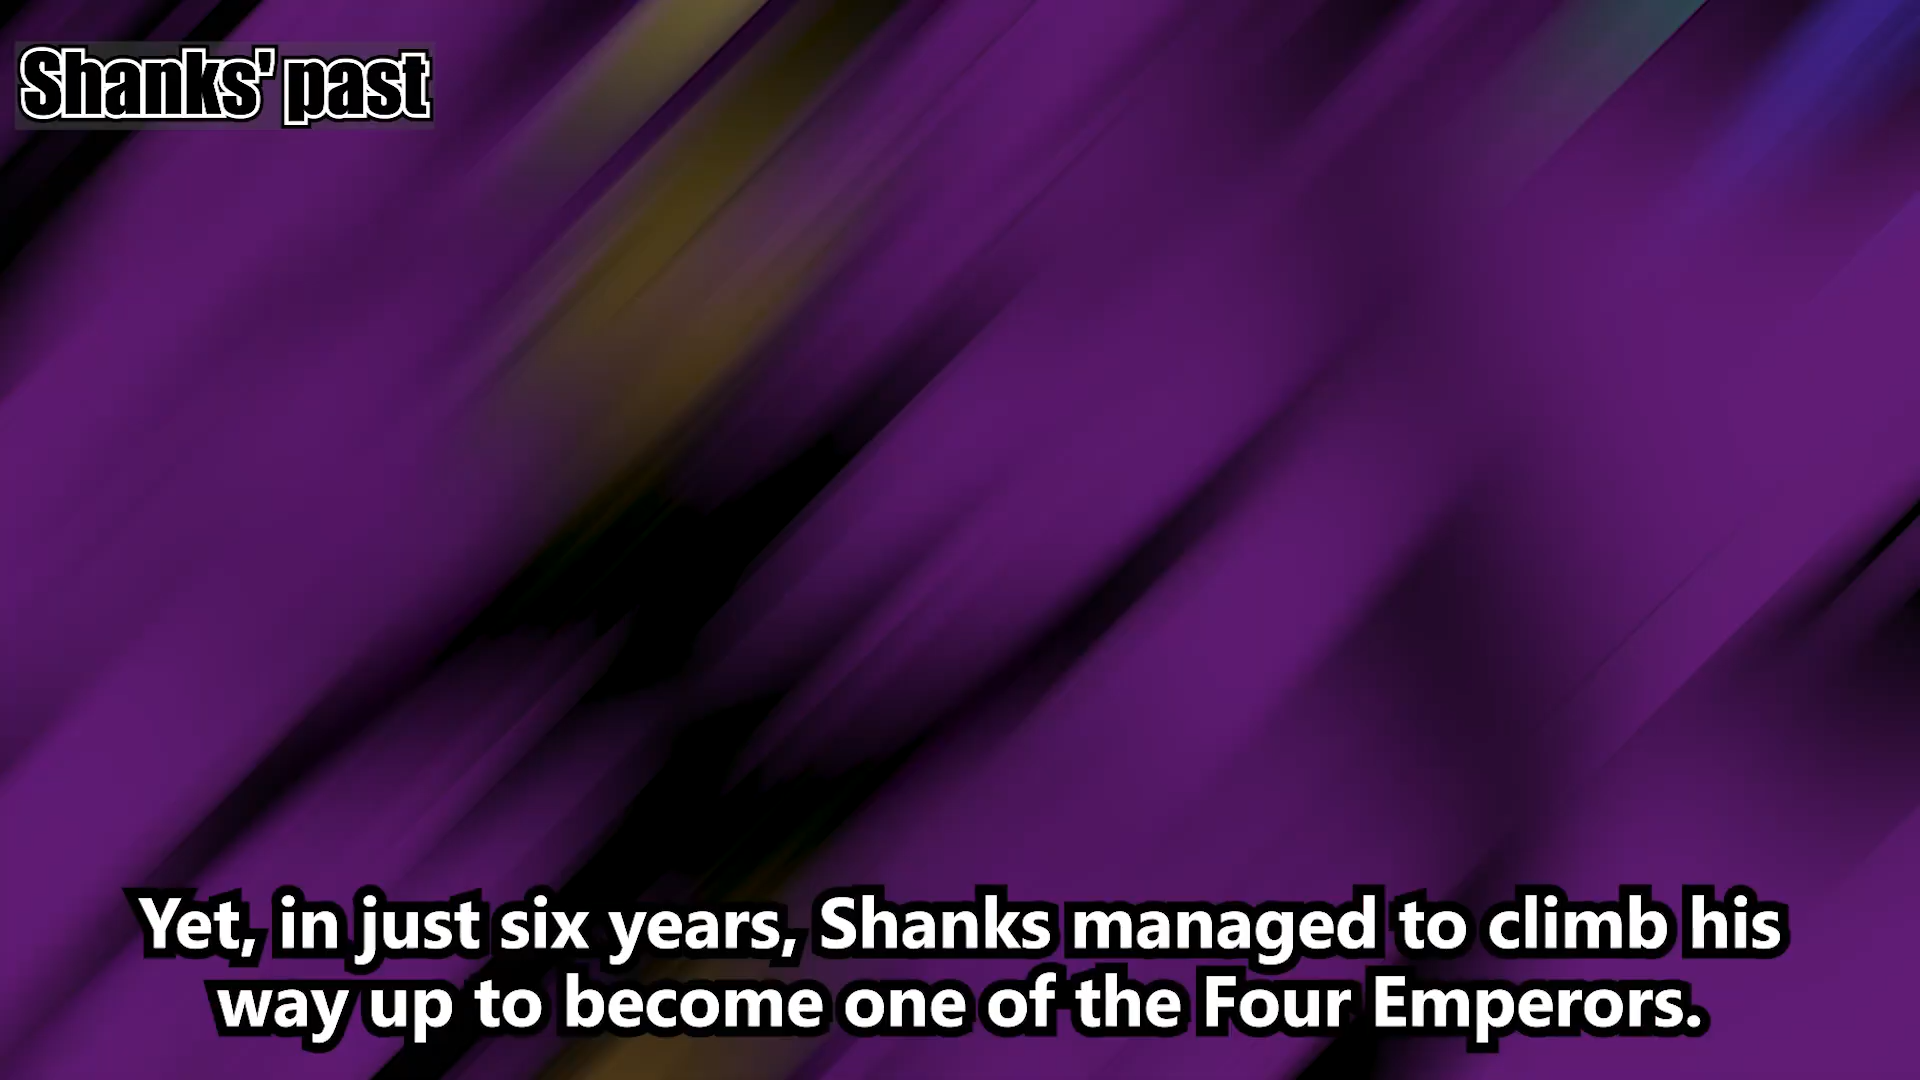 Shanks' past
Yet, in just six years, Shanks managed to climb his
way up to become one of the Four Emperors.